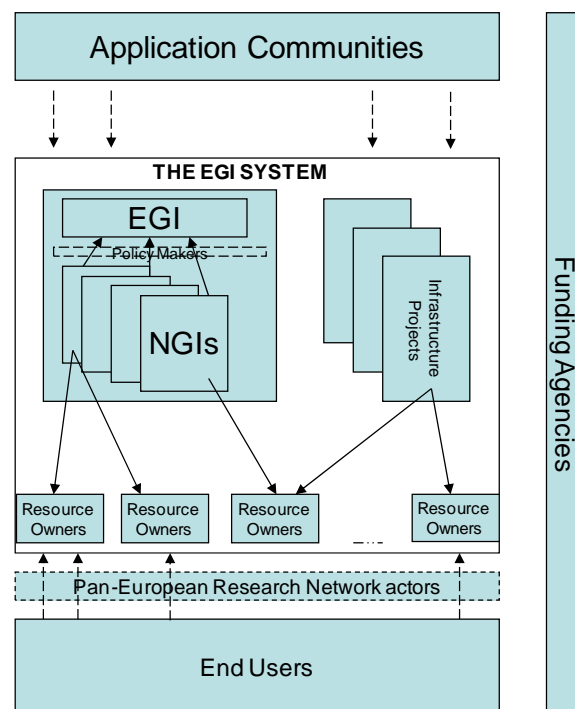 Application Communities
THE EGI SYSTEM
EGI
Policy Makers
NGIs
Infrastructure
Projects
Resource
Owners
Resource
Owners
Resource
Owners
Resource
Owners
Pan-European Research Network actors
End Users
Funding Agencies